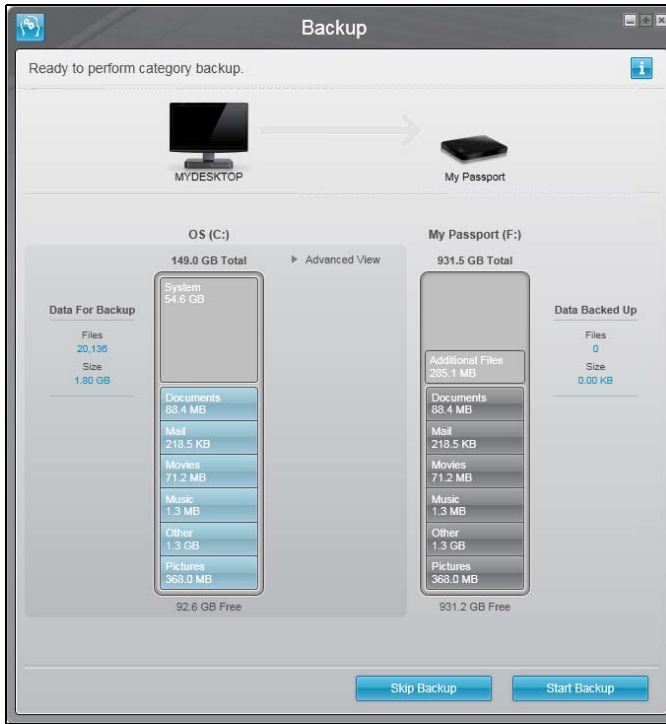 Backup
Ready to perform category backup.
MYDESKTOP
My Passport
OS (C:)
149.0 GB Total
Advanced View
My Passport (F:)
931.5 GB Total
Data For Backup
Files
20,136
Size
1.80 GB
System
54.6 GB
Documents
88.4 MB
Mail
218.5 KB
Movies
71.2 MB
Music
1.3 MB
Other
1.3 GB
Pictures
368.0 MB
92.6 GB Free
Additional Files
285.1 MB
Documents
88.4 MB
Mail
218.5 KB
Movies
71.2 MB
Music
1.3 MB
Other
1.3 GB
Pictures
368.0 MB
931.2 GB Free
Data Backed Up
Files
0
Size
0.00 KB
Skip Backup
Start Backup